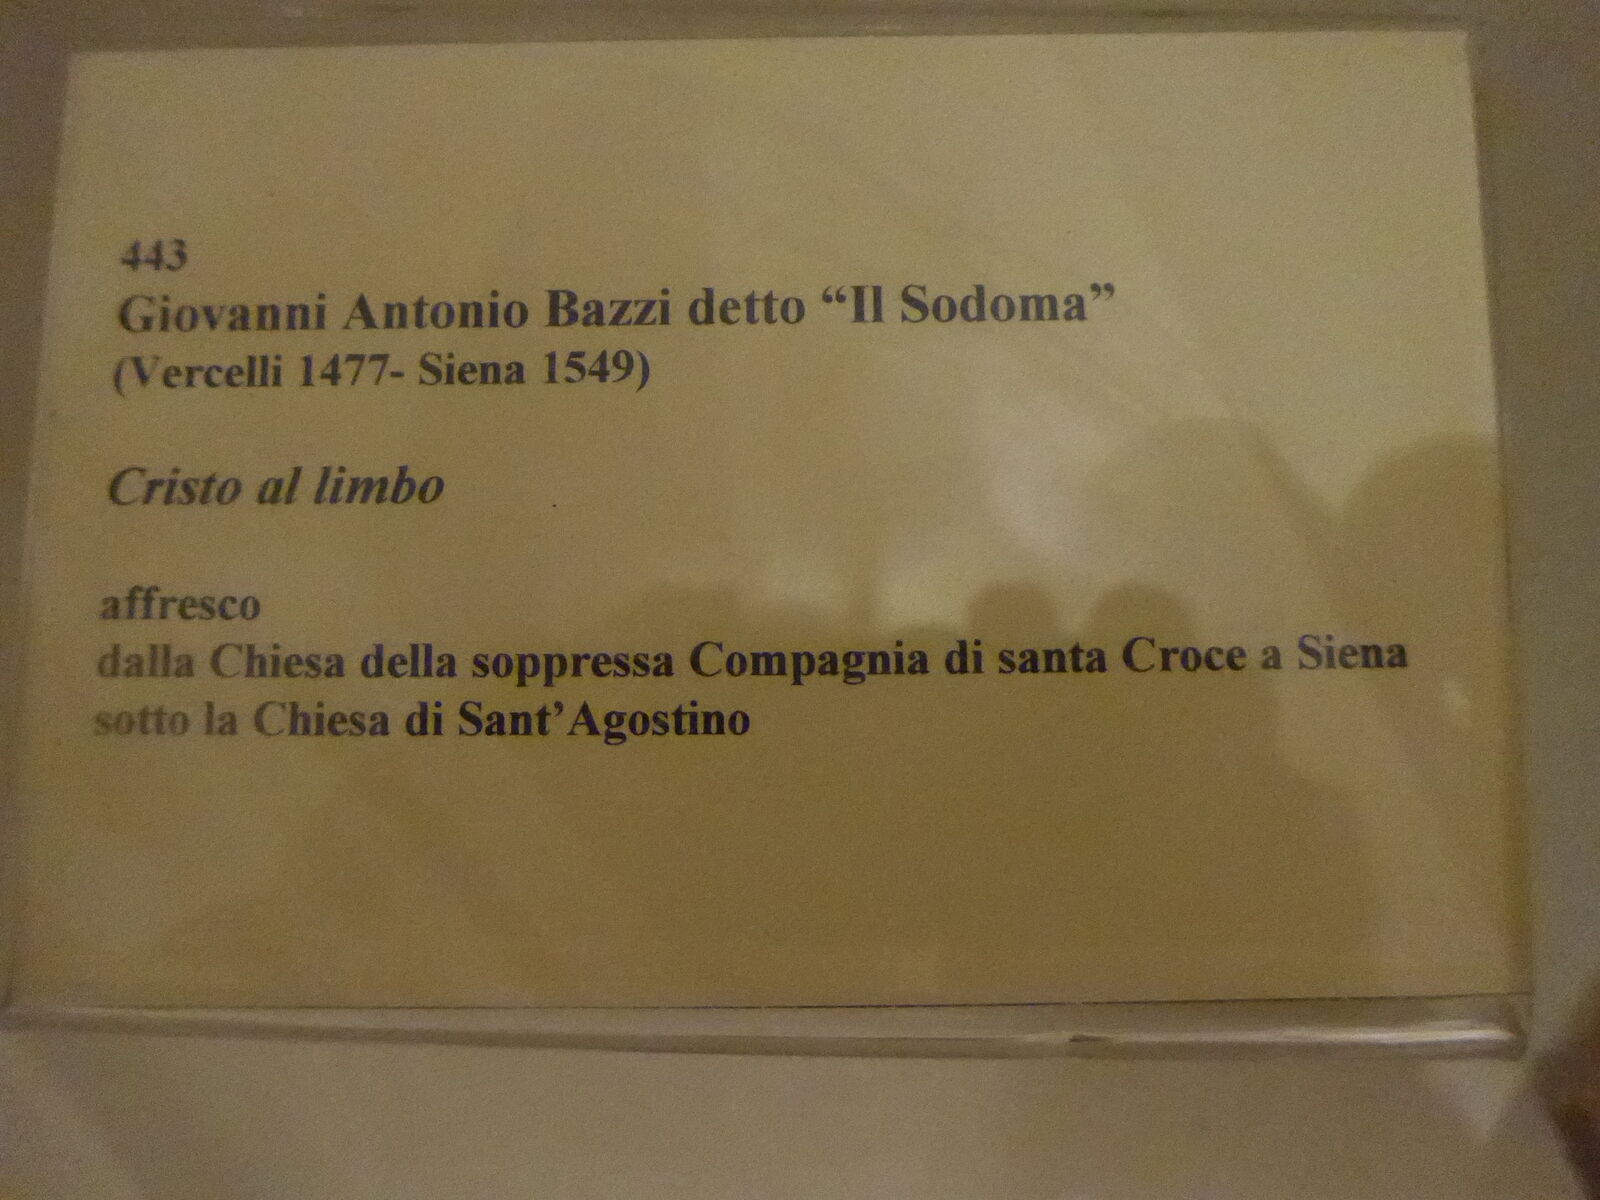 443
Giovanni Antonio Bazzi detto “Il Sodoma”
(Vercelli 1477- Siena 1549)
Cristo al limbo
affresco
dalla Chiesa della soppressa Compagnia di santa Croce a Siena
sotto la Chiesa di Sant’Agostino